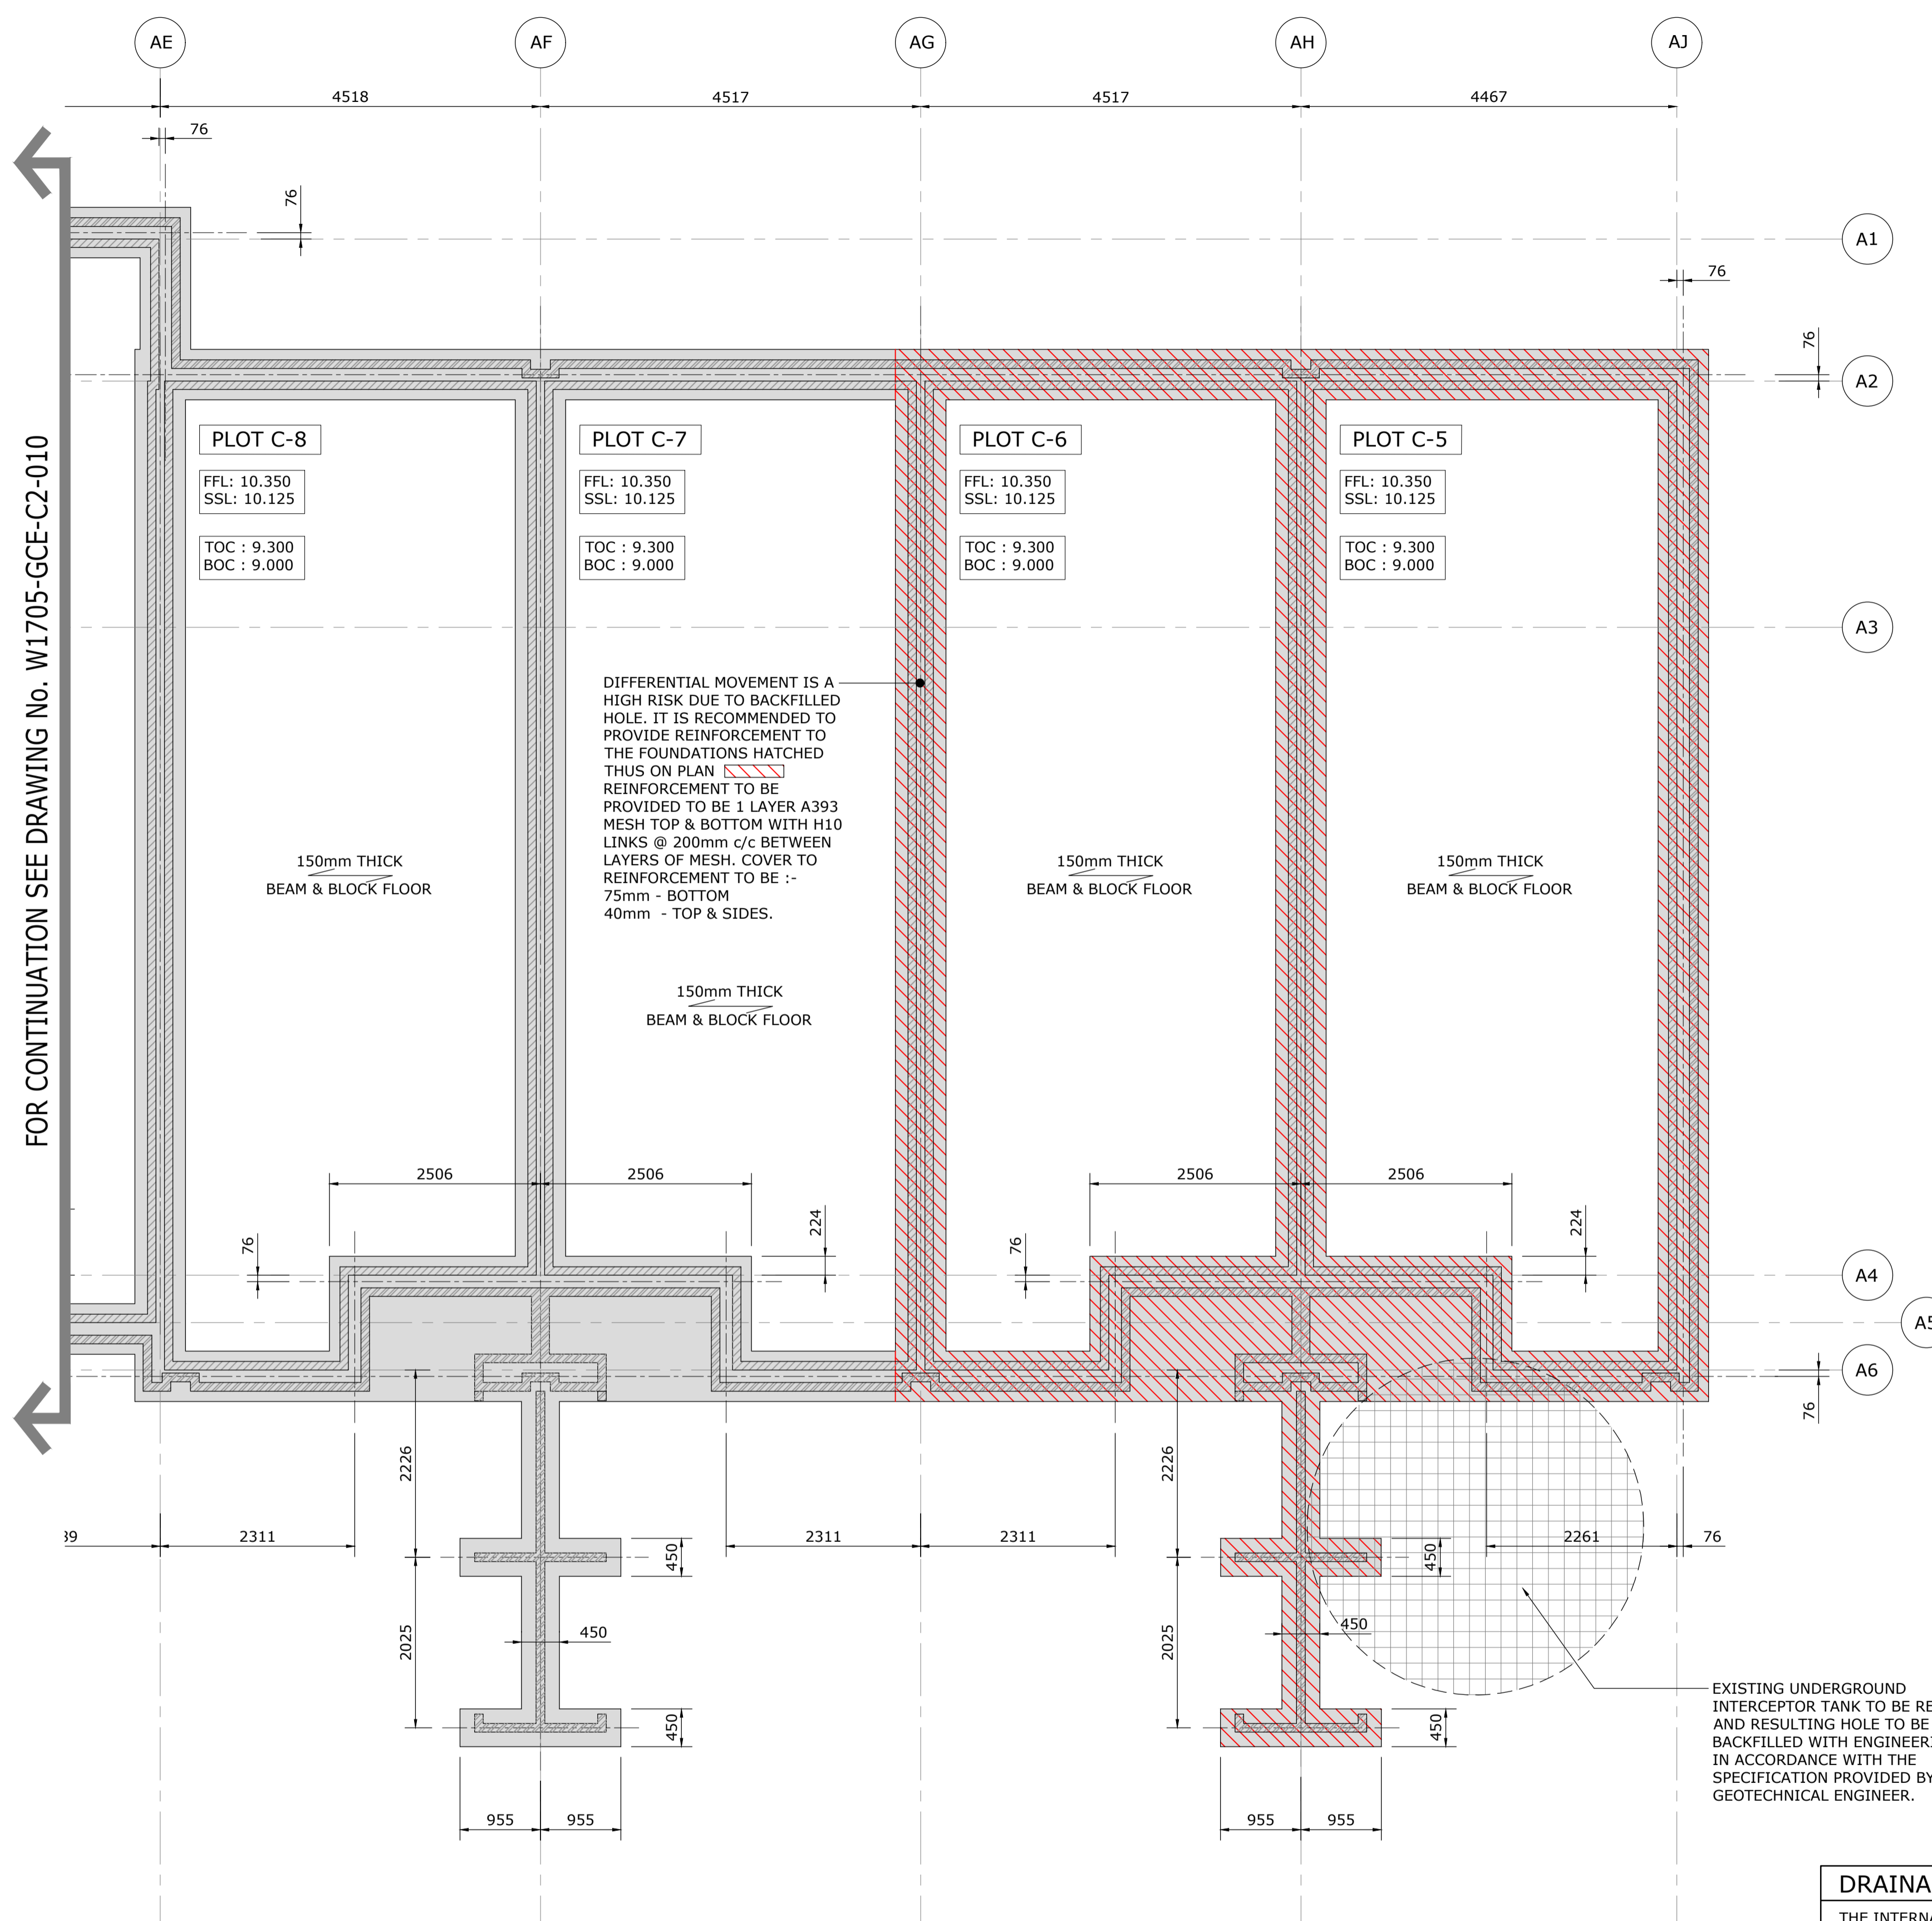 AE
AF
AG
AH
AJ
4518
4517
4517
4467
76
76
A1
76
76
A2
FOR CONTINUATION SEE DRAWING No. W1705-GCE-C2-010
PLOT C-8
FFL: 10.350
SSL: 10.125
TOC : 9.300
BOC : 9.000
PLOT C-7
FFL: 10.350
SSL: 10.125
TOC : 9.300
BOC : 9.000
PLOT C-6
FFL: 10.350
SSL: 10.125
TOC : 9.300
BOC : 9.000
PLOT C-5
FFL: 10.350
SSL: 10.125
TOC : 9.300
BOC : 9.000
A3
DIFFERENTIAL MOVEMENT IS A
HIGH RISK DUE TO BACKFILLED
HOLE. IT IS RECOMMENDED TO
PROVIDE REINFORCEMENT TO
THE FOUNDATIONS HATCHED
THUS ON PLAN
REINFORCEMENT TO BE
PROVIDED TO BE 1 LAYER A393
MESH TOP & BOTTOM WITH H10
LINKS @ 200mm c/c BETWEEN
LAYERS OF MESH. COVER TO
REINFORCEMENT TO BE :-
75mm - BOTTOM
40mm - TOP & SIDES.
150mm THICK
BEAM & BLOCK FLOOR
150mm THICK
BEAM & BLOCK FLOOR
150mm THICK
BEAM & BLOCK FLOOR
150mm THICK
BEAM & BLOCK FLOOR
2506
2506
2506
2506
76
224
76
224
A4
A6
76
2226
2226
39
2311
2311
2311
2261
76
450
450
2025
450
2025
450
450
450
955
955
955
955
EXISTING UNDERGROUND
INTERCEPTOR TANK TO BE
AND RESULTING HOLE TO BE
BACKFILLED WITH
IN ACCORDANCE WITH THE
SPECIFICATION PROVIDED BY
GEOTECHNICAL ENGINEER.